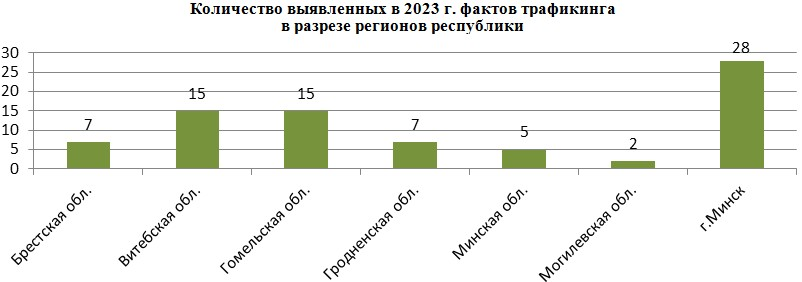 Количество выявленных в 2023 г. фактов трафикинга
в разрезе регионов республики
30
25
20
15
10
5
0
7
15
15
7
5
2
28
Брестская обл.
Витебская обл.
Гомельская обл.
Гродненская обл.
Минская обл.
Могилевская обл.
г.Минск